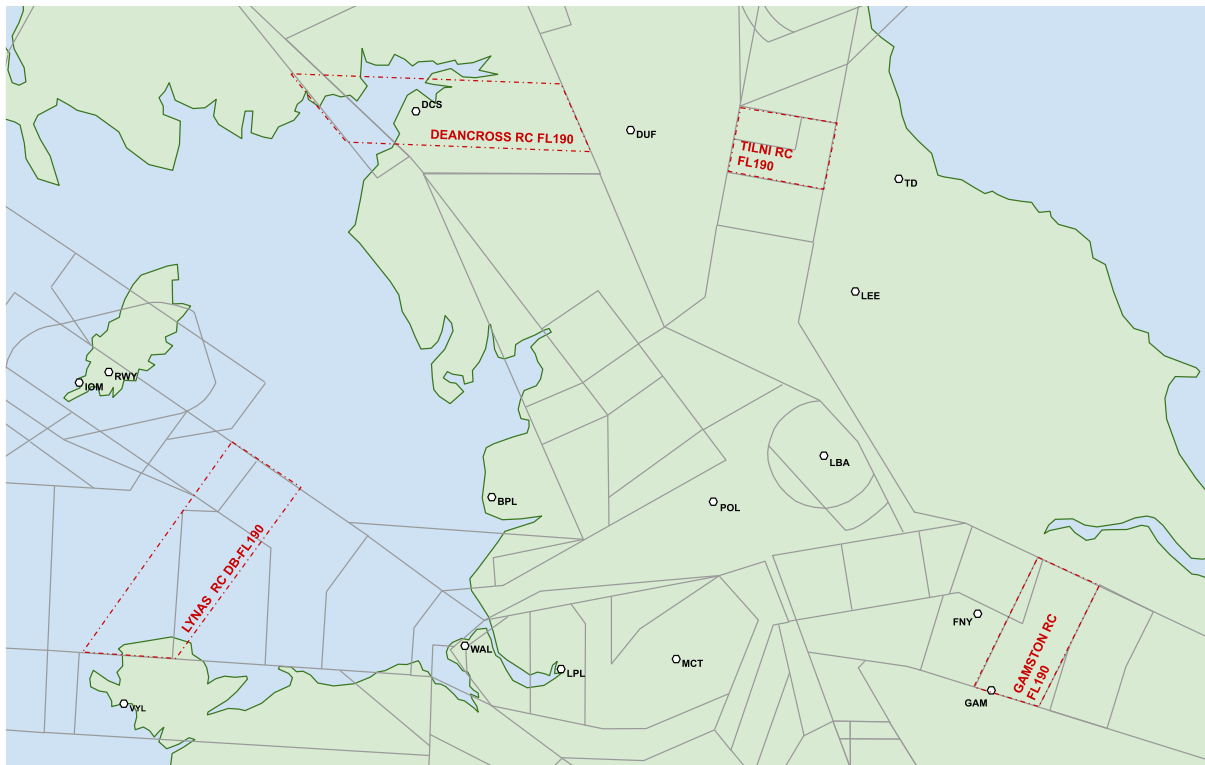 DCS
DEANCROSS RC FL190
DUF
TILNI RC
FL190
TD
LEE
RWY
IOM
LBA
BPL
POL
LYNAS RC DB-FL190
FNY
WAL
MCT
LPL
GAMSTON RC
FL190
GAM
VYL